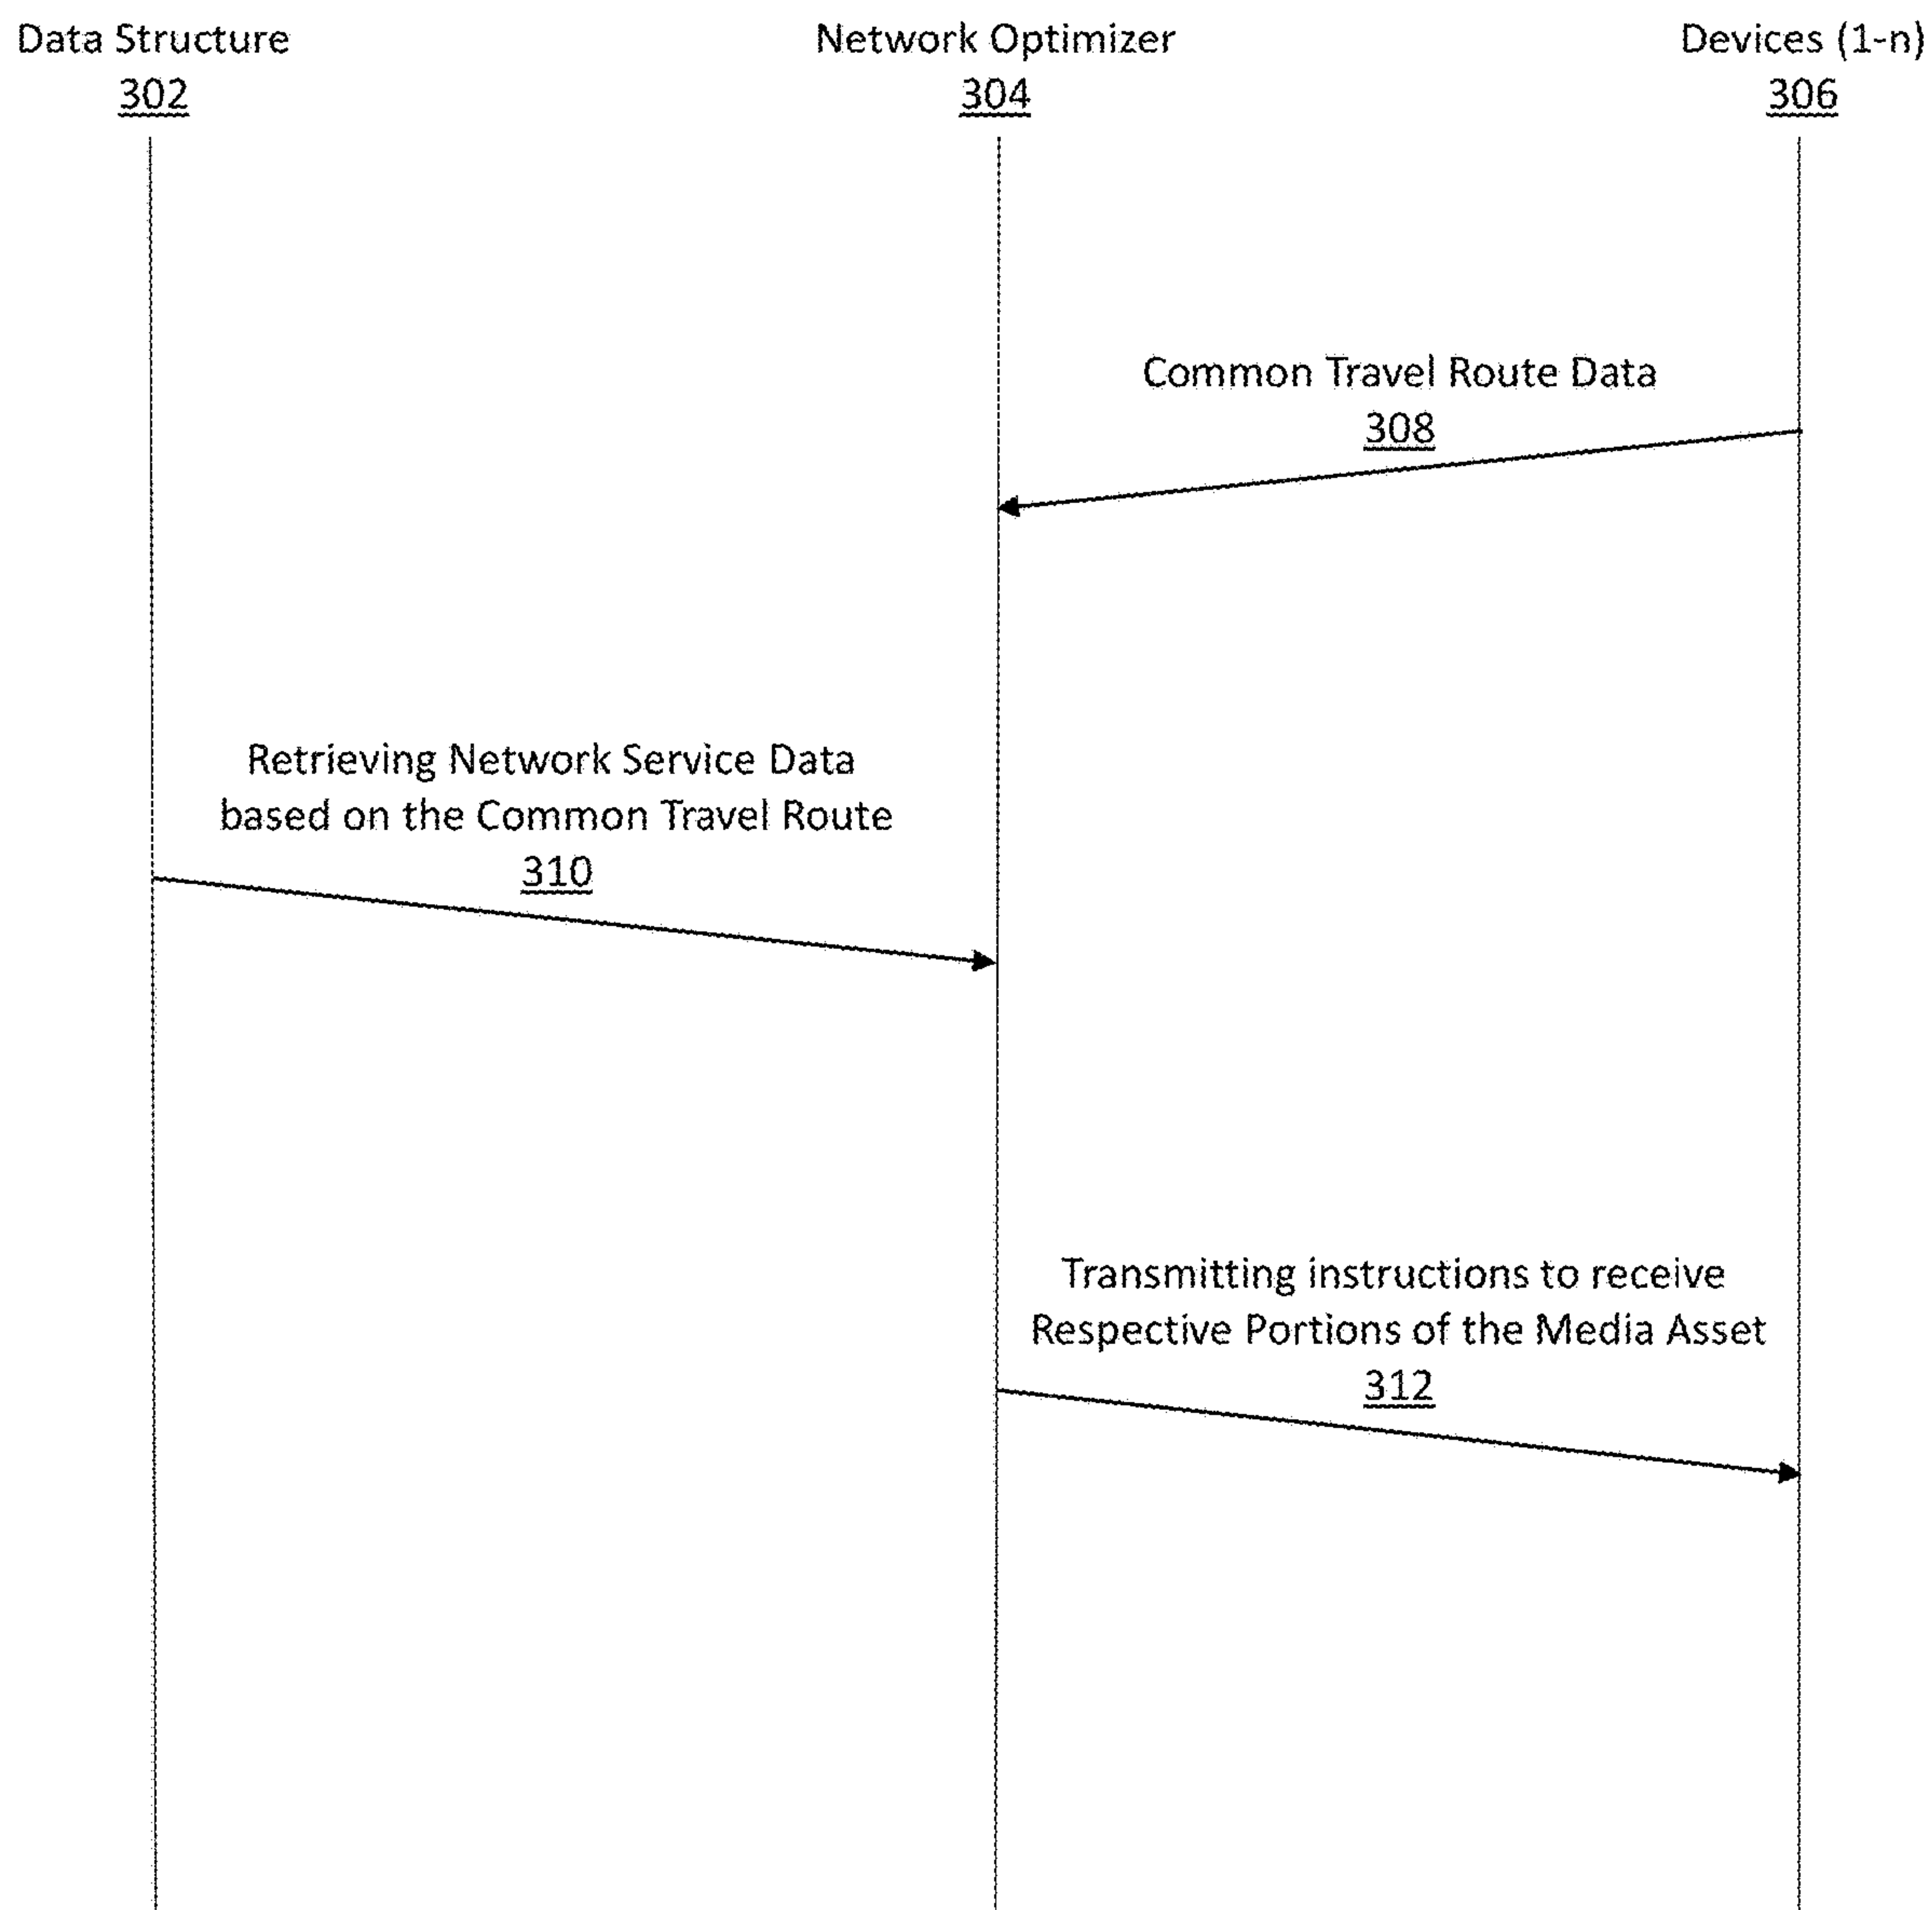 Data Structure
302
Network Optimizer
304
Devices (1-n)
306
Common Travel Route Data
308
Retrieving Network Service Data
based on the Common Travel Route
310
Transmitting instructions to receive
Respective Portions of the Media Asset
312